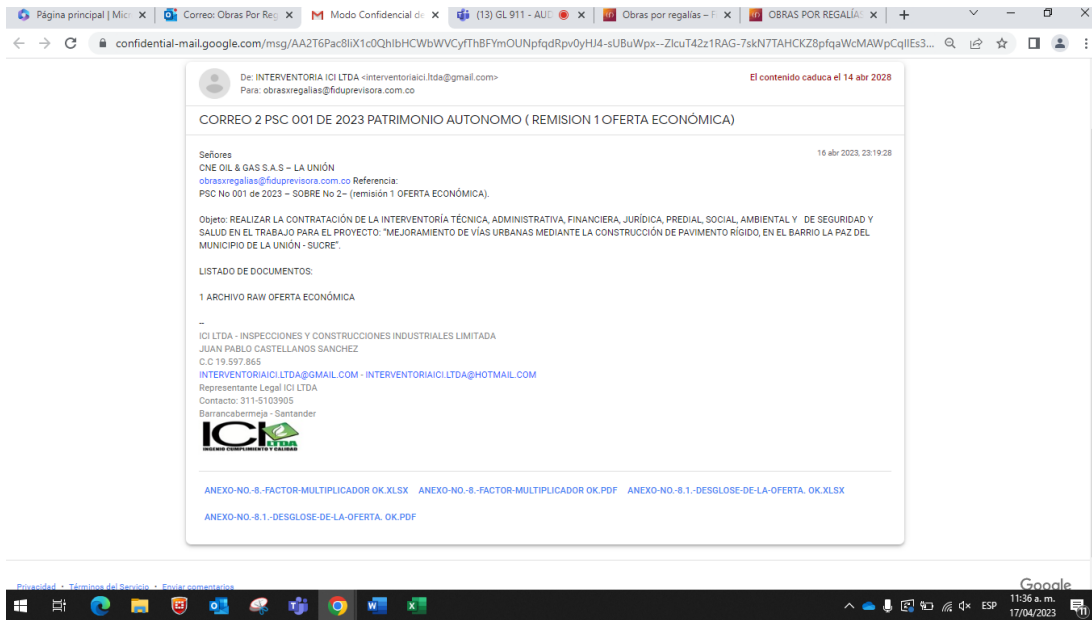 Página principal | Micr
Correo: Obras Por Reg
Modo Confidencial de
(13) GL 911 - AUD
Obras por regalías – F
OBRAS POR REGALÍAS
confidential-mail.google.com/msg/
De: INTERVENTORIA ICI LTDA <interventoriaici.ltda@gmail.com>
El contenido caduca el 14 abr 2028
Para: obrasxregalias@fiduprevisora.com.co
CORREO 2 PSC 001 DE 2023 PATRIMONIO AUTONOMO ( REMISION 1 OFERTA ECONÓMICA)
16 abr 2023, 23:19:28
Señores
CNE OIL & GAS S.A.S – LA UNIÓN
obrasxregalias@fiduprevisora.com.co Referencia:
PSC No 001 de 2023 – SOBRE No 2– (remisión 1 OFERTA ECONÓMICA).
Objeto: REALIZAR LA CONTRATACIÓN DE LA INTERVENTORÍA TÉCNICA, ADMINISTRATIVA, FINANCIERA, JURÍDICA, PREDIAL, SOCIAL, AMBIENTAL Y DE SEGURIDAD Y
SALUD EN EL TRABAJO PARA EL PROYECTO: “MEJORAMIENTO DE VÍAS URBANAS MEDIANTE LA CONSTRUCCIÓN DE PAVIMENTO RÍGIDO, EN EL BARRIO LA PAZ DEL
MUNICIPIO DE LA UNIÓN - SUCRE”.
LISTADO DE DOCUMENTOS:
1 ARCHIVO RAW OFERTA ECONÓMICA
--
ICI LTDA - INSPECCIONES Y CONSTRUCCIONES INDUSTRIALES LIMITADA
JUAN PABLO CASTELLANOS SANCHEZ
C.C 19.597.865
INTERVENTORIAICI.LTDA@GMAIL.COM - INTERVENTORIAICI.LTDA@HOTMAIL.COM
Representante Legal ICI LTDA
Contacto: 311-5103905
Barrancabermeja - Santander
ICI LTDA
INGENIO CUMPLIMIENTO Y CALIDAD
ANEXO-NO.-8.-FACTOR-MULTIPLICADOR OK.XLSX ANEXO-NO.-8.-FACTOR-MULTIPLICADOR OK.PDF ANEXO-NO.-8.1.-DESGLOSE-DE-LA-OFERTA. OK.XLSX
ANEXO-NO.-8.1.-DESGLOSE-DE-LA-OFERTA. OK.PDF
Privacidad • Términos del Servicio • Enviar comentarios
Google
ESP
11:36 a. m.
17/04/2023